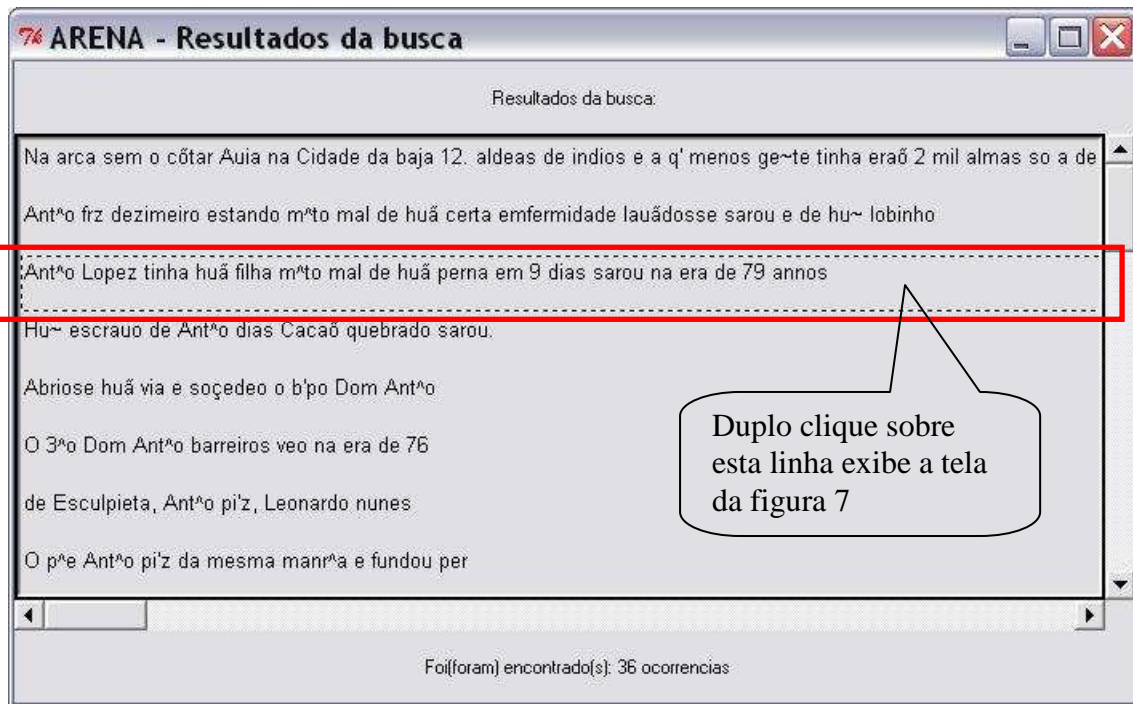 ARENA - Resultados da busca
Resultados da busca:
Na arca sem o cõtar Auia na Cidade da baja 12. aldeas de indios e a q' menos ge~te tinha eraõ 2 mil almas so a de
Ant^o frz dezimeiro estando m^to mal de huã certa emfermidade lauãdosse sarou e de hu~ lobinho
Ant^o Lopez tinha huã filha m^to mal de huã perna em 9 dias sarou na era de 79 annos
Hu~ escrauo de Ant^o dias Cacaõ quebrado sarou.
Abriose huã via e soçedeo o b'po Dom Ant^o
O 3^o Dom Ant^o barreiros veo na era de 76
de Esculpieta, Ant^o pi'z, Leonardo nunes
O p^e Ant^o pi'z da mesma manr^a e fundou per
Duplo clique sobre
esta linha exibe a tela
da figura 7
Foi(foram) encontrado(s): 36 ocorrencias